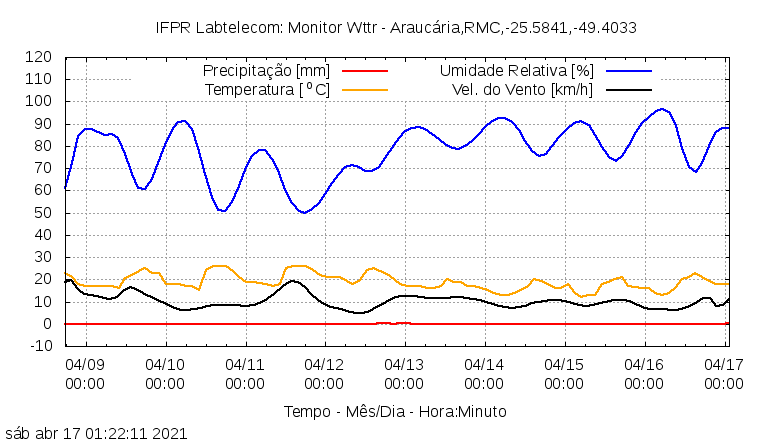 IFPR Labtelecom: Monitor Wttr - Araucária,RMC,-25.5841,-49.4033
Precipitação [mm]
Temperatura [ ⁰C]
Umidade Relativa [%]
Vel. do Vento [km/h]
120
110
100
90
80
70
60
50
40
30
20
10
0
-10
04/09 04/10 04/11 04/12 04/13 04/14 04/15 04/16 04/17
00:00 00:00 00:00 00:00 00:00 00:00 00:00 00:00 00:00
Tempo - Mês/Dia - Hora:Minuto
sáb abr 17 01:22:11 2021